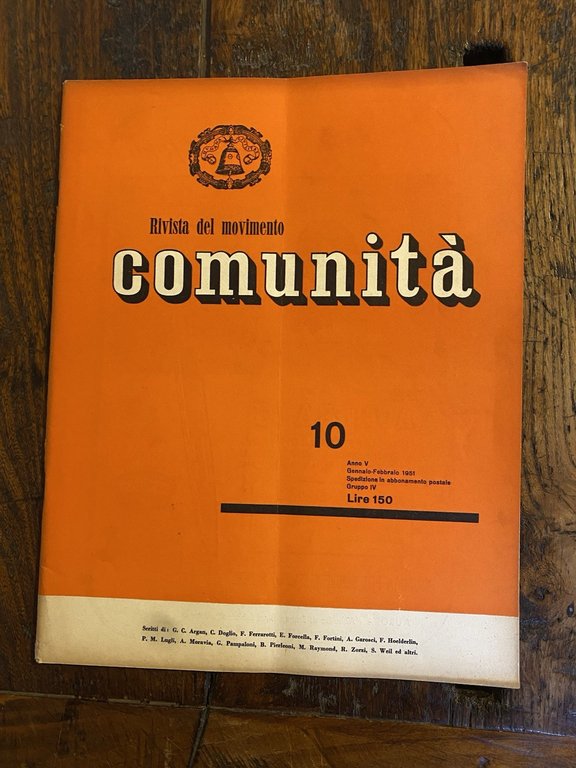 Rivista del movimento
comunità
10
Anno V
Gennaio-Febbraio 1951
Spedizione in abbonamento postale
Gruppo IV
Lire 150
Scritti di: G. C. Argan, C. Doglio, F. Ferrarotti, E. Forcella, F. Fortini, A. Garosci, F. Hoelderlin,
P. M. Lugli, A. Moravia, G. Pampaloni, B. Pierleoni, M. Raymond, R. Zorzi, S. Weil ed altri.